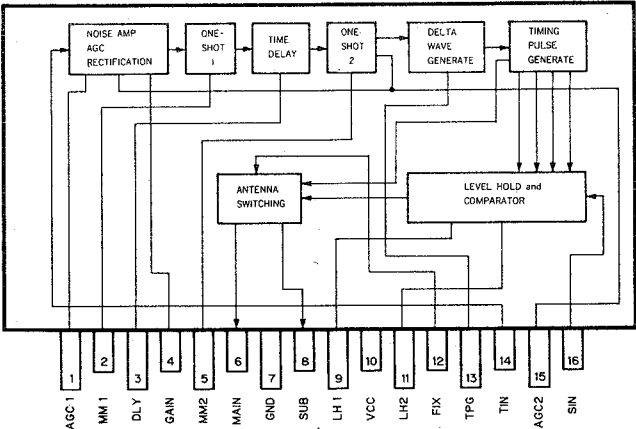 NOISE AMP
AGC
RECTIFICATION
ONE-
SHOT
1
TIME
DELAY
ONE-
SHOT
2
DELTA
WAVE
GENERATE
TIMING
PULSE
GENERATE
ANTENNA
SWITCHING
LEVEL HOLD and
COMPARATOR
1
2
3
4
5
6
7
8
9
10
11
12
13
14
15
16
AGC 1
MM 1
DLY
GAIN
MM2
MAIN
GND
SUB
LH 1
VCC
LH2
FIX
TPG
TIN
AGC2
SIN